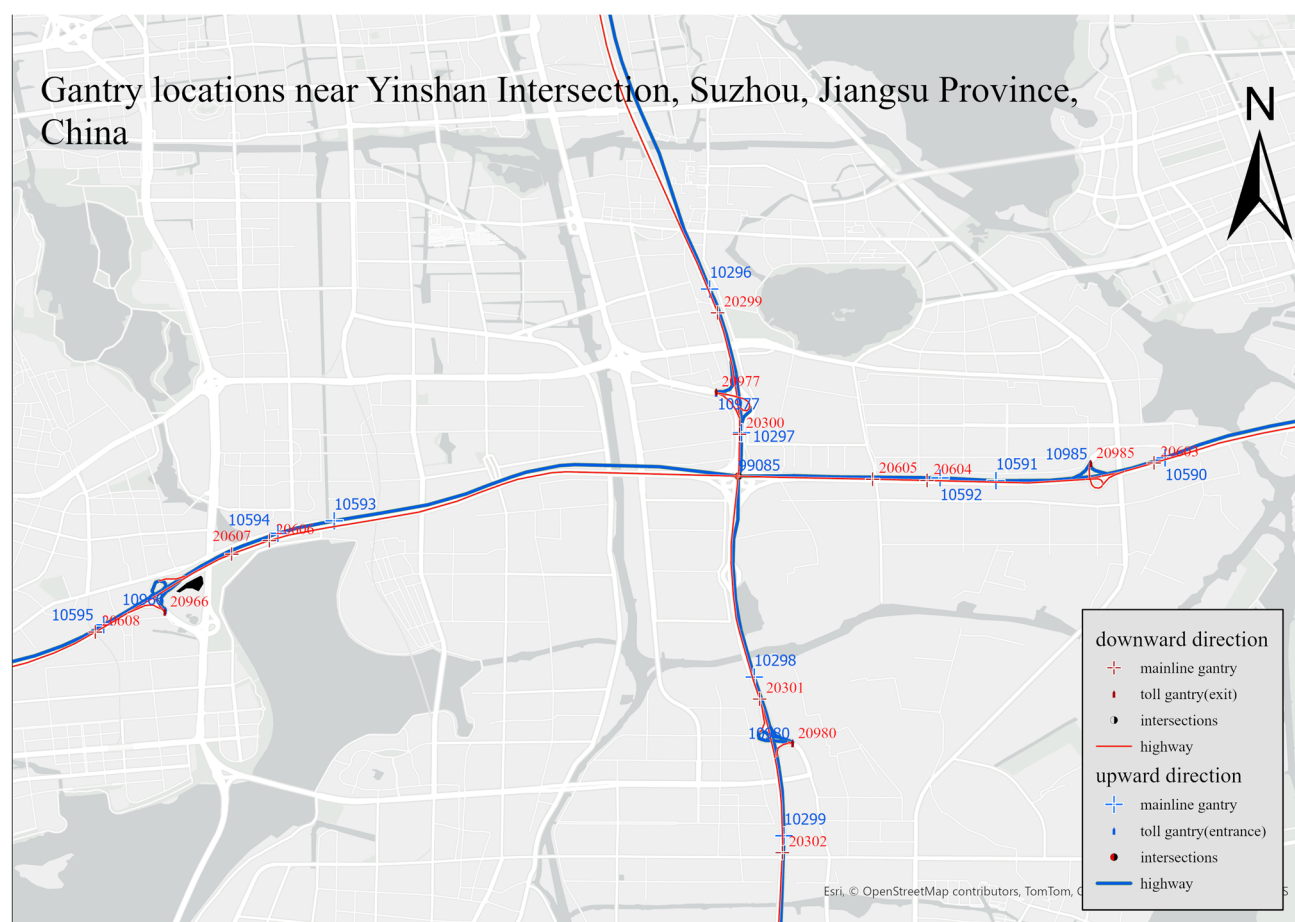 Gantry locations near Yinshan Intersection, Suzhou, Jiangsu Province,
China
N
10296
20299
20977
10977
20300
10297
99085
20605
20604
10592
10591
10985
20985
20603
10590
10593
10594
20606
20607
20966
10595
20608
10298
20301
10980
20980
10299
20302
downward direction
mainline gantry
toll gantry(exit)
intersections
highway
upward direction
mainline gantry
toll gantry(entrance)
intersections
highway
Esri, © OpenStreetMap contributors, TomTom,